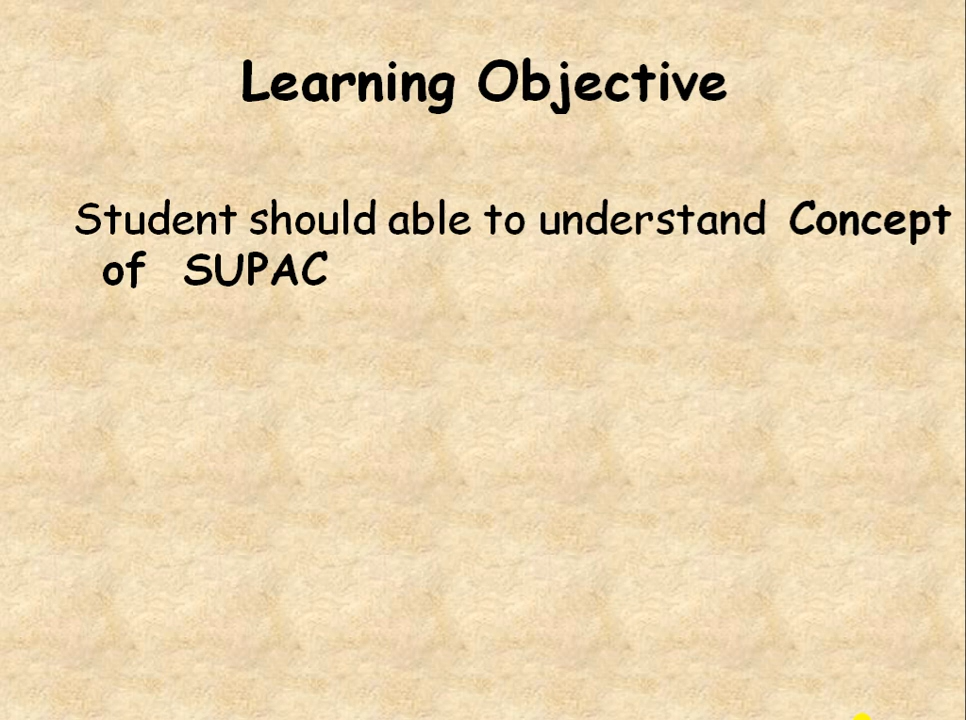 Learning Objective
Student should able to understand Concept
of SUPAC